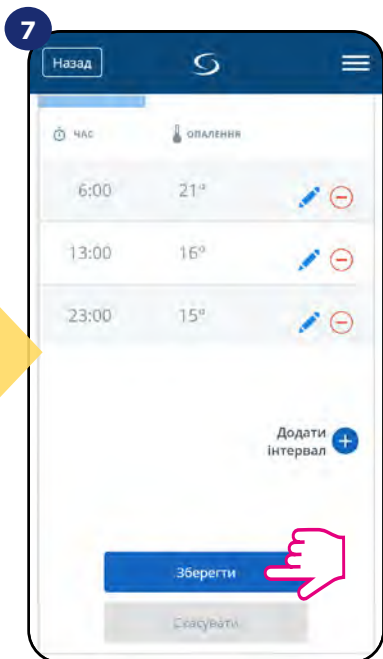 7
Назад
ЧАС ОПАЛЕННЯ
6:00 21°
13:00 16°
23:00 15°
Додати
інтервал
Зберегти
Скасувати